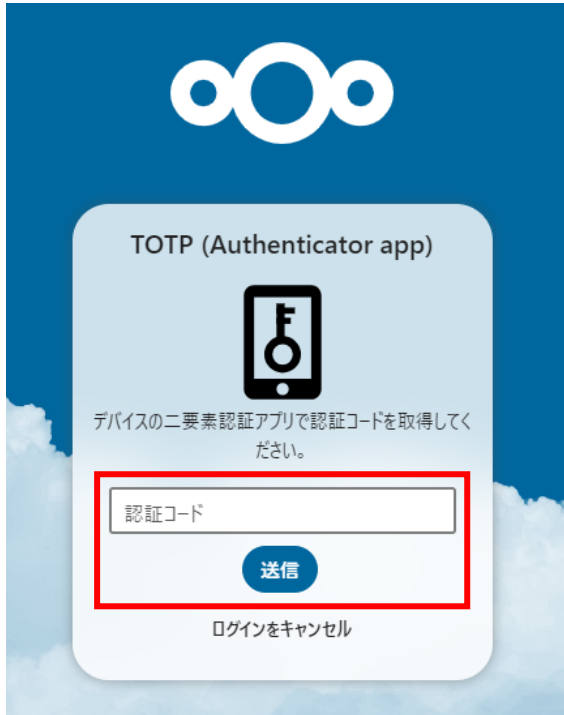 TOTP (Authenticator app)
デバイスの二要素認証アプリで認証コードを取得してく
ださい。
認証コード
送信
ログインをキャンセル